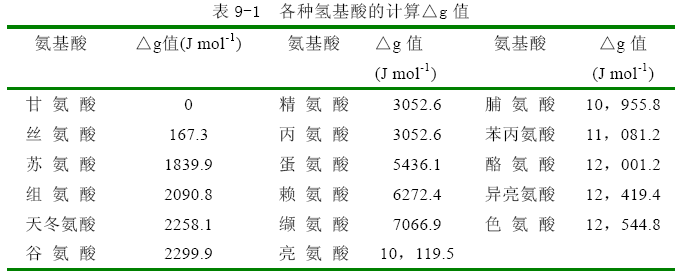 表 9-1 各种氢基酸的计算△g 值
氨基酸 △g值(J mol-1) 氨基酸 △g 值 (J mol-1) 氨基酸 △g 值 (J mol-1)
甘 氨 酸 0 精 氨 酸 3052.6 脯 氨 酸 10，955.8
丝 氨 酸 167.3 丙 氨 酸 3052.6 苯丙氨酸 11，081.2
苏 氨 酸 1839.9 蛋 氨 酸 5436.1 酪 氨 酸 12，001.2
组 氨 酸 2090.8 赖 氨 酸 6272.4 异亮氨酸 12，419.4
天冬氨酸 2258.1 缬 氨 酸 7066.9 色 氨 酸 12，544.8
谷 氨 酸 2299.9 亮 氨 酸 10，119.5